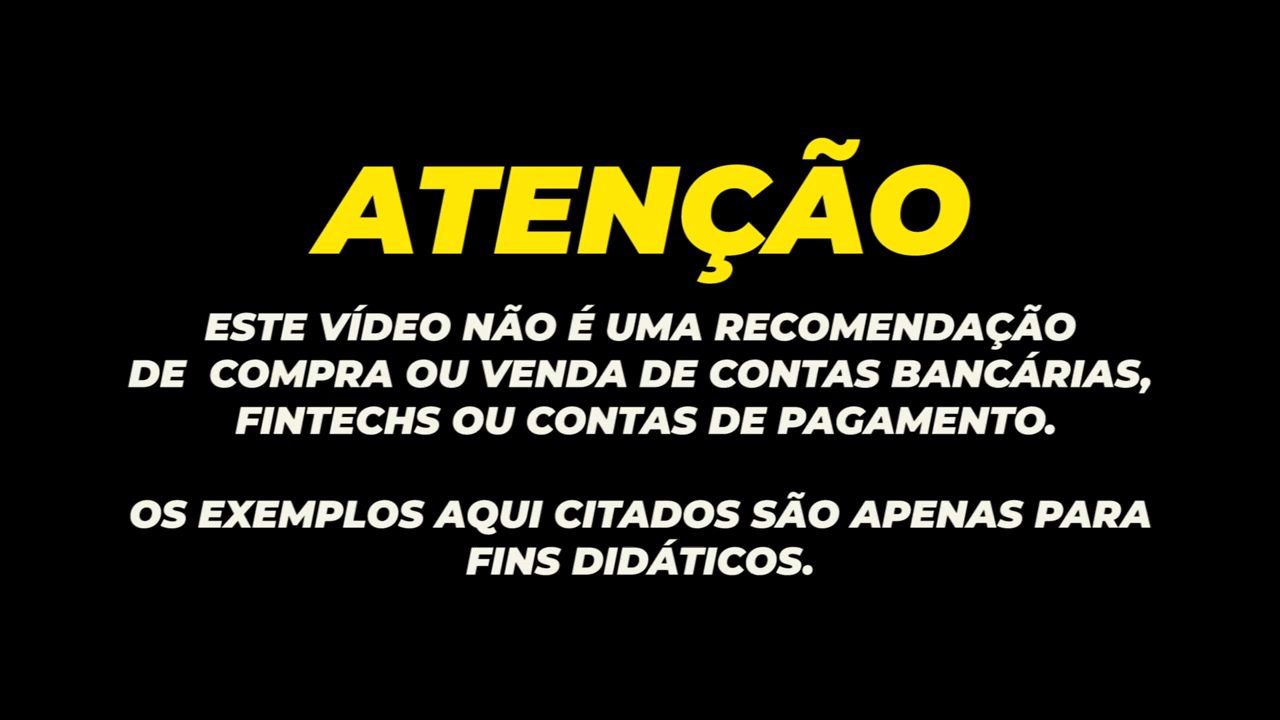 ATENÇÃO
ESTE VÍDEO NÃO É UMA RECOMENDAÇÃO
DE COMPRA OU VENDA DE CONTAS BANCÁRIAS,
FINTECHS OU CONTAS DE PAGAMENTO.
OS EXEMPLOS AQUI CITADOS SÃO APENAS PARA
FINS DIDÁTICOS.